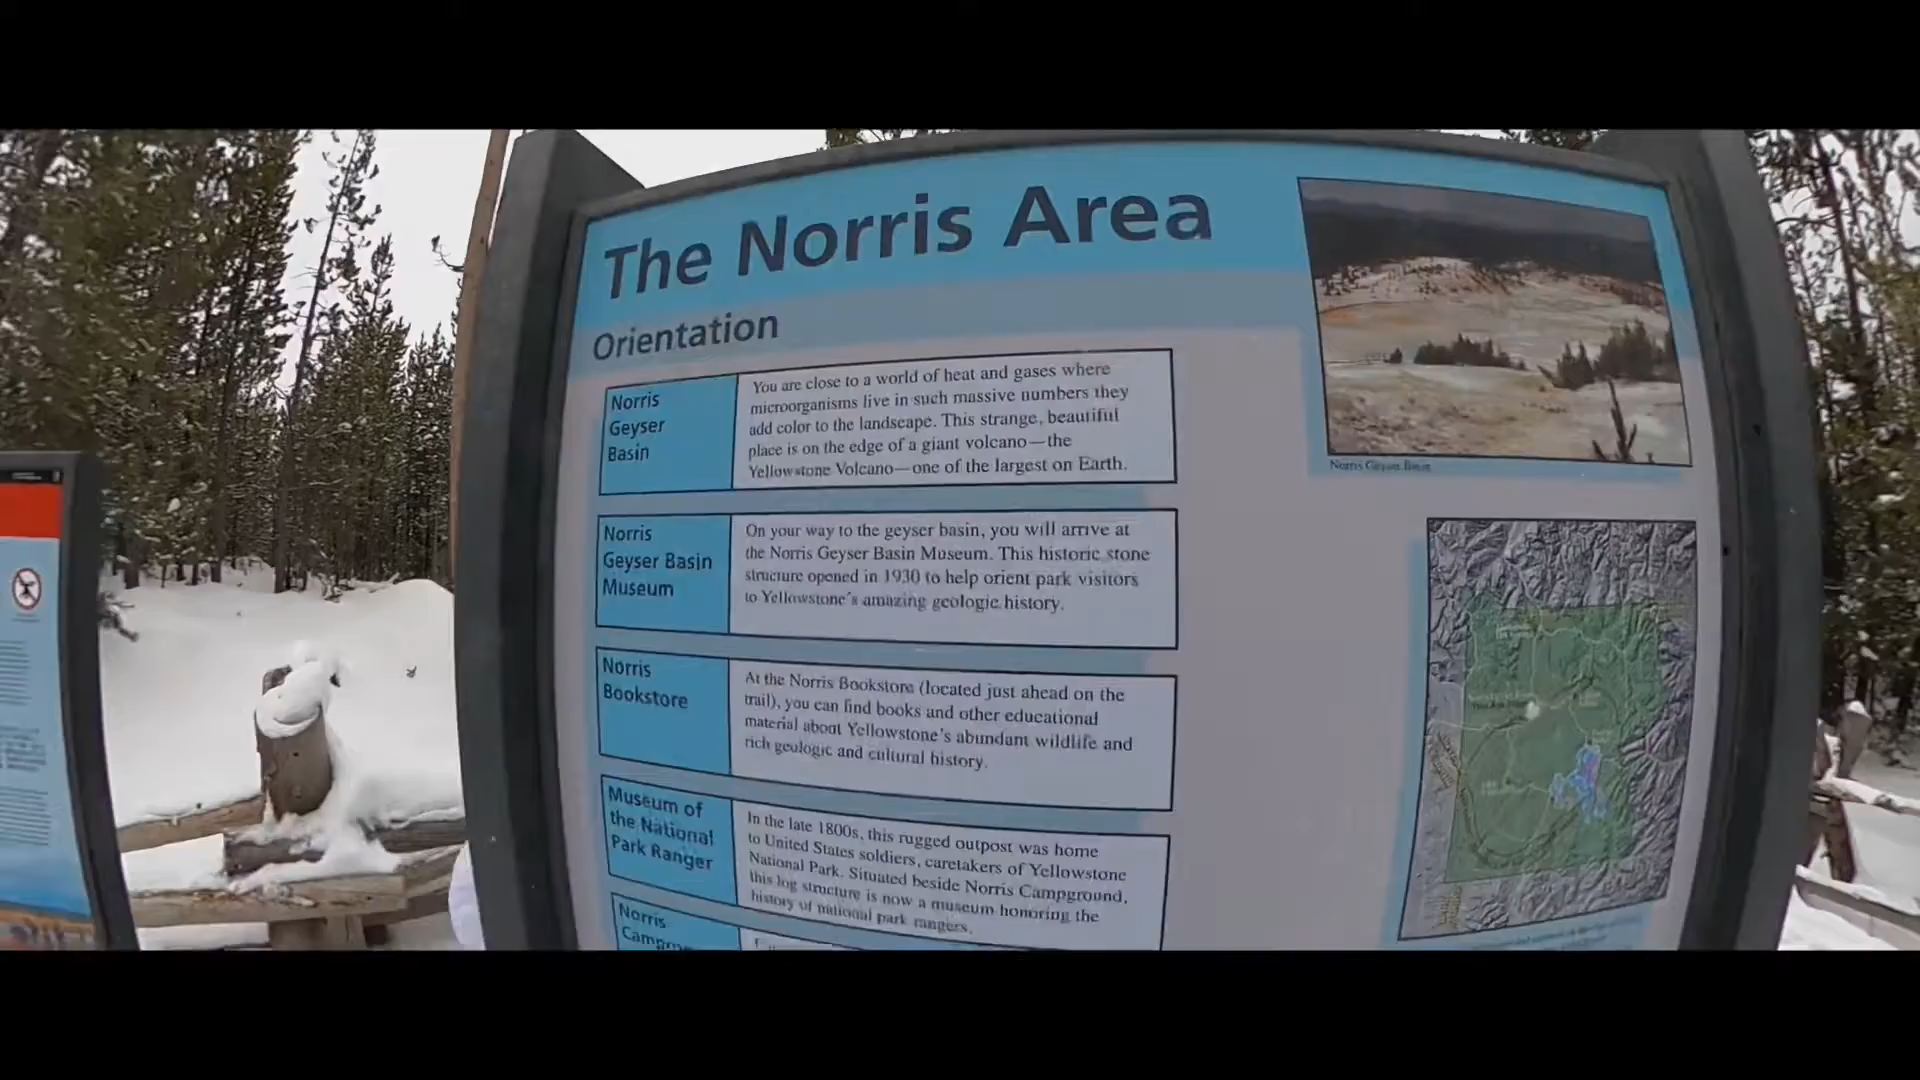 The Norris Area
Orientation
Norris
Geyser
Basin
You are close to a world of heat and gases where
microorganisms live in such massive numbers they
add color to the landscape. This strange, beautiful
place is on the edge of a giant volcano—the
Yellowstone Volcano—one of the largest on Earth.
Norris
Geyser Basin
Museum
On your way to the geyser basin, you will arrive at
the Norris Geyser Basin Museum. This historic stone
structure opened in 1930 to help orient park visitors
to Yellowstone's amazing geologic history.
Norris
Bookstore
At the Norris Bookstore (located just ahead on the
trail), you can find books and other educational
material about Yellowstone's abundant wildlife and
rich geologic and cultural history.
Museum of
the National
Park Ranger
In the late 1800s, this rugged outpost was home
to United States soldiers, caretakers of Yellowstone
National Park. Situated beside Norris Campground,
this log structure is now a museum honoring the
history of national park rangers.
Norris
Norris Geyser Basin